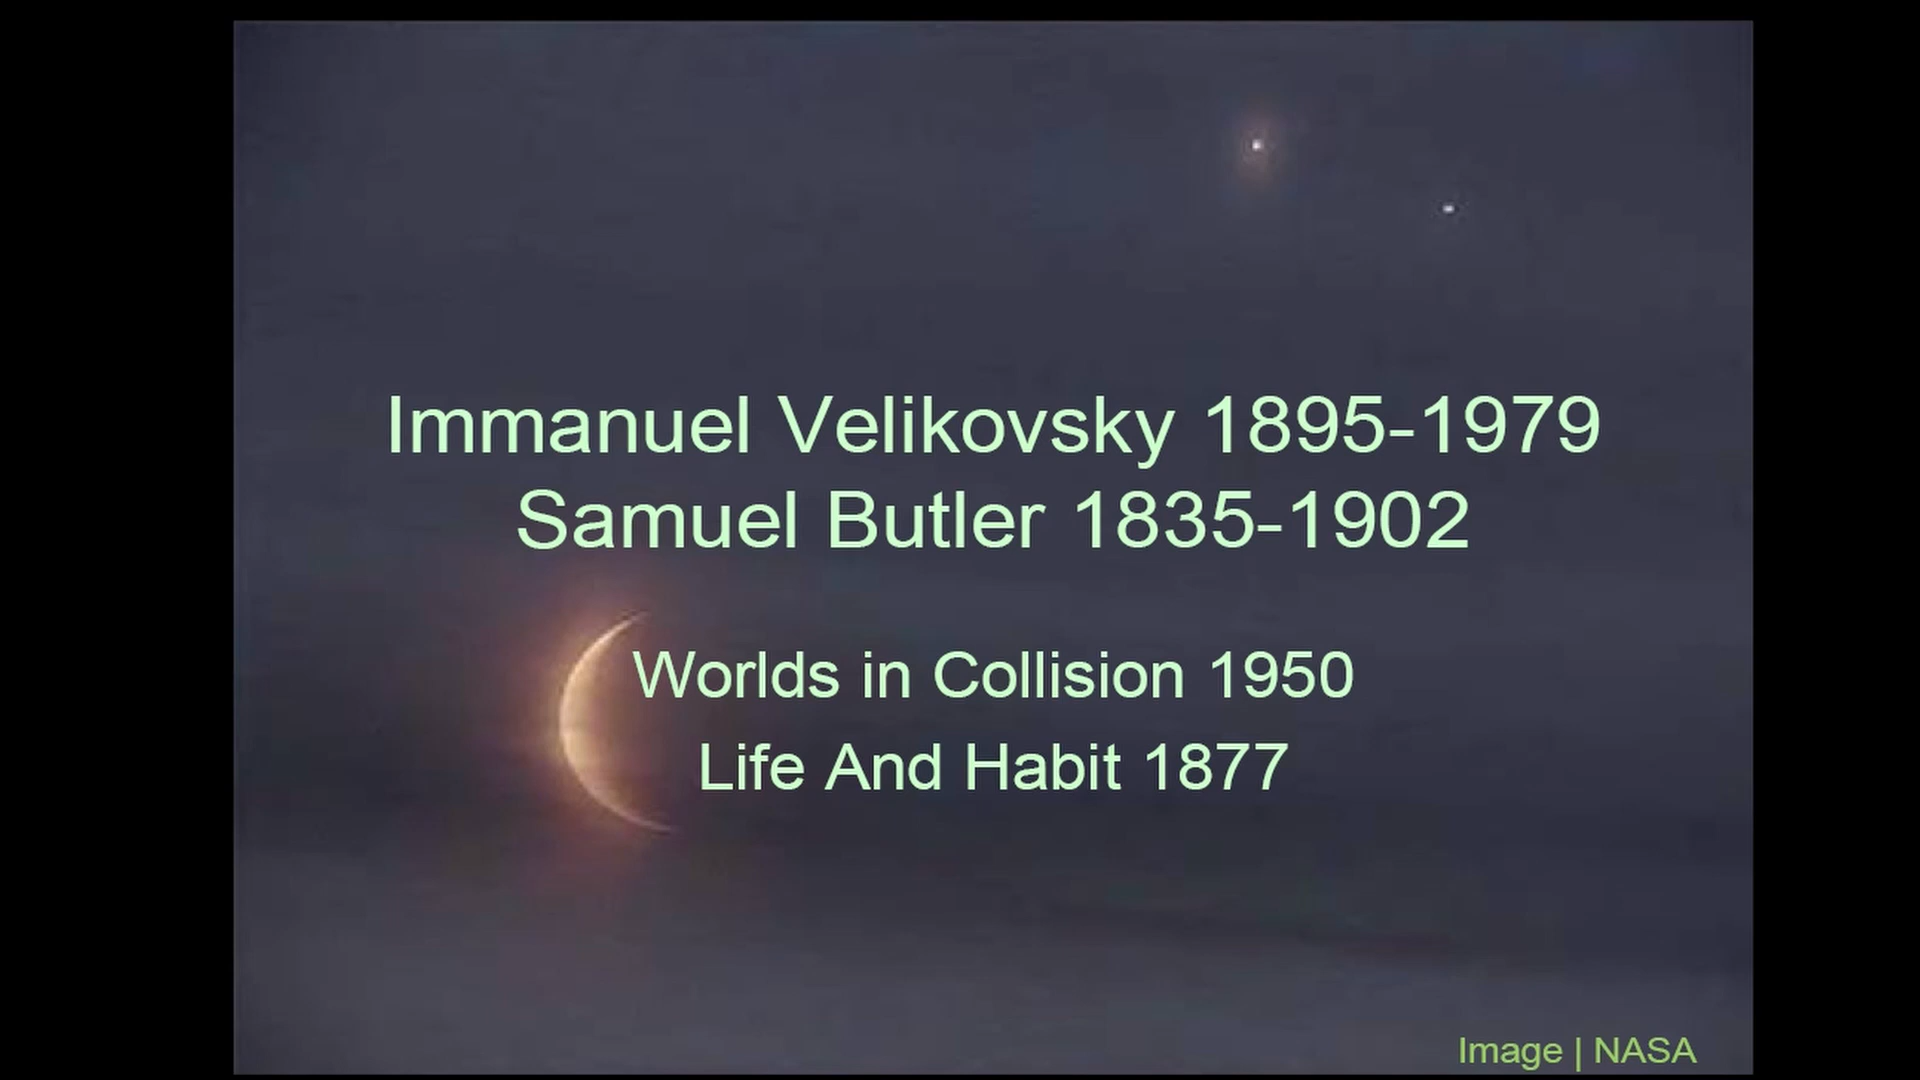 Immanuel Velikovsky 1895-1979
Samuel Butler 1835-1902
Worlds in Collision 1950
Life And Habit 1877
Image | NASA